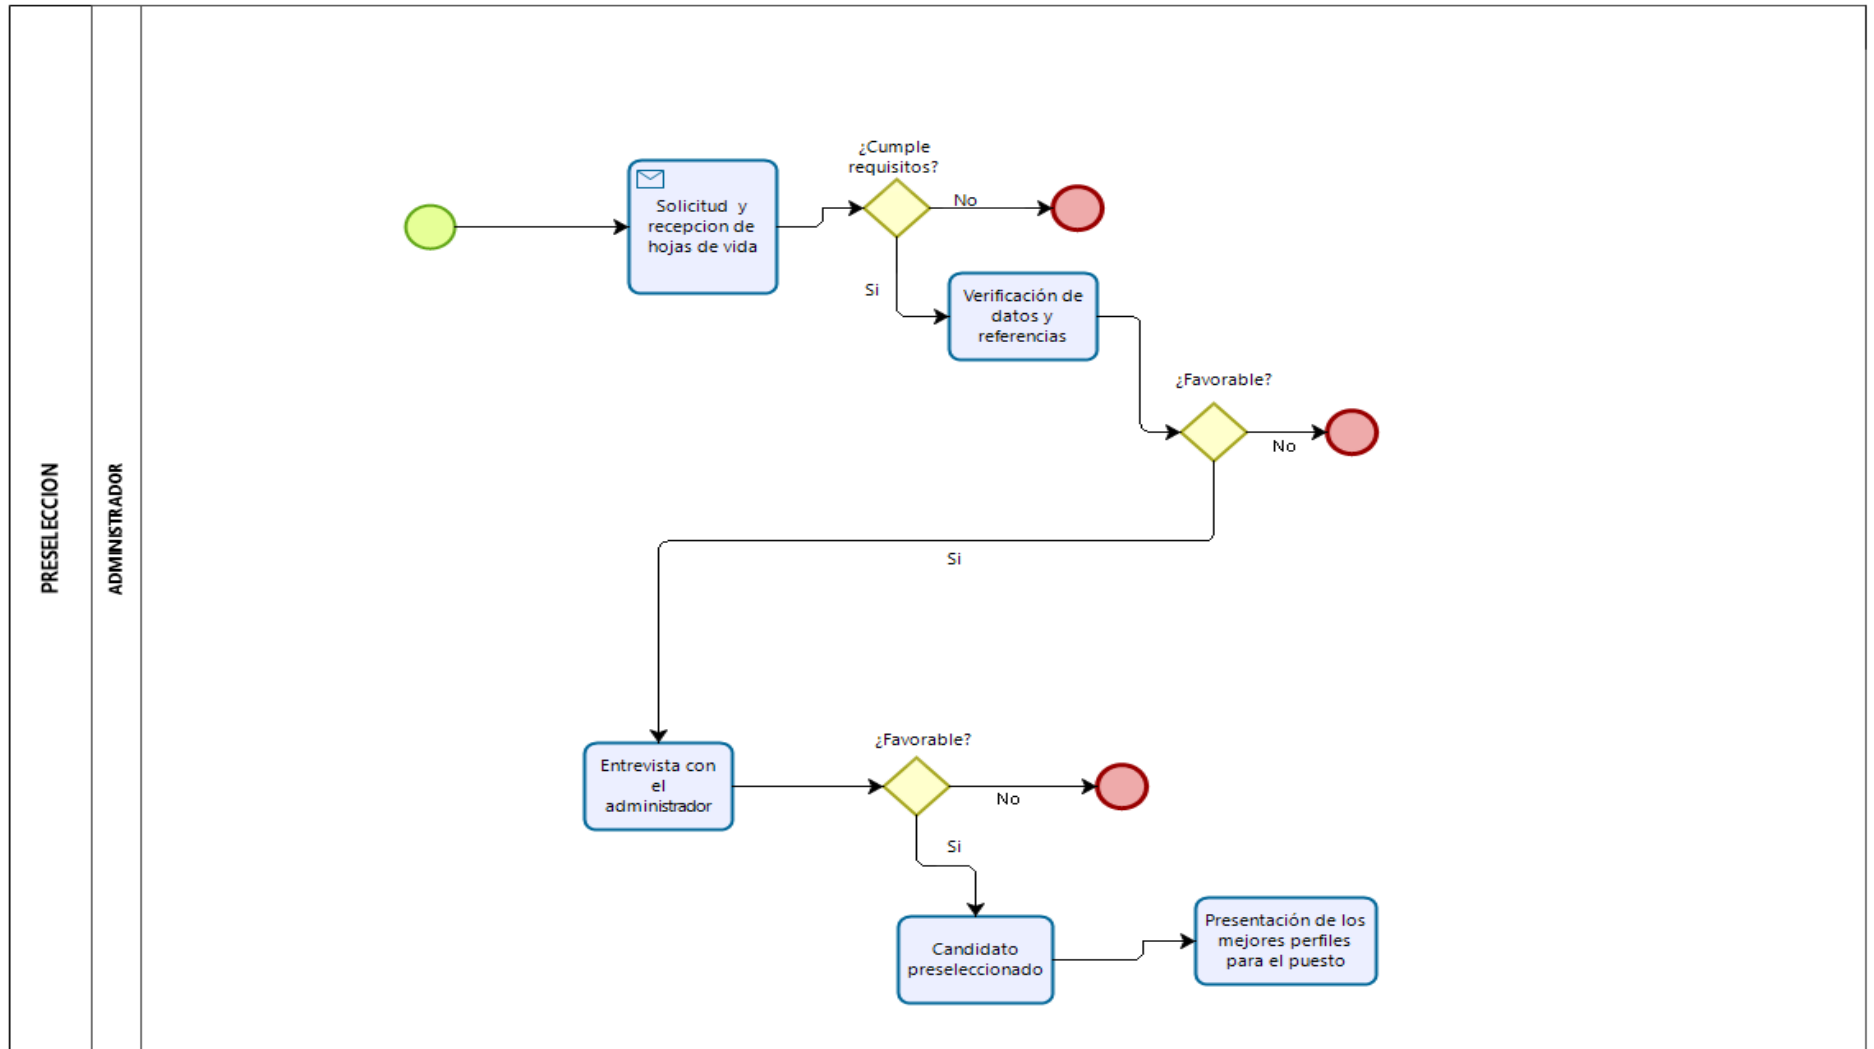 PRESELECCION
ADMINISTRADOR
¿Cumple
requisitos?
Solicitud y
recepcion de
hojas de vida
No
Si
Verificación de
datos y
referencias
¿Favorable?
No
Si
Entrevista con
el
administrador
¿Favorable?
No
Si
Candidato
preseleccionado
Presentación de los
mejores perfiles
para el puesto